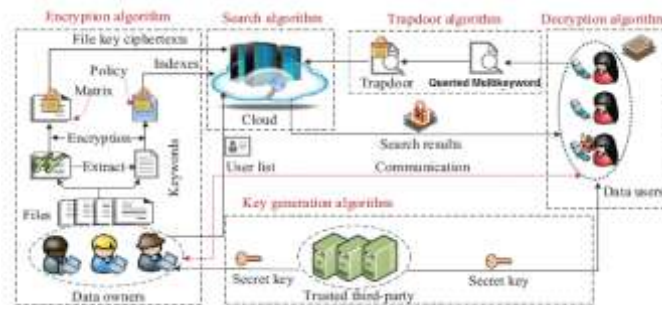 Encryption algorithm
Search algorithm
Trapdoor algorithm
Decryption algorithm
File key ciphertexts
Policy
Indexes
Matrix
Encryption
Extract
Keywords
Files
Data owners
Cloud
User list
Trapdoor
Queried Multikeyword
Search results
Communication
Data users
Key generation algorithm
Secret key
Trusted third-party
Secret key